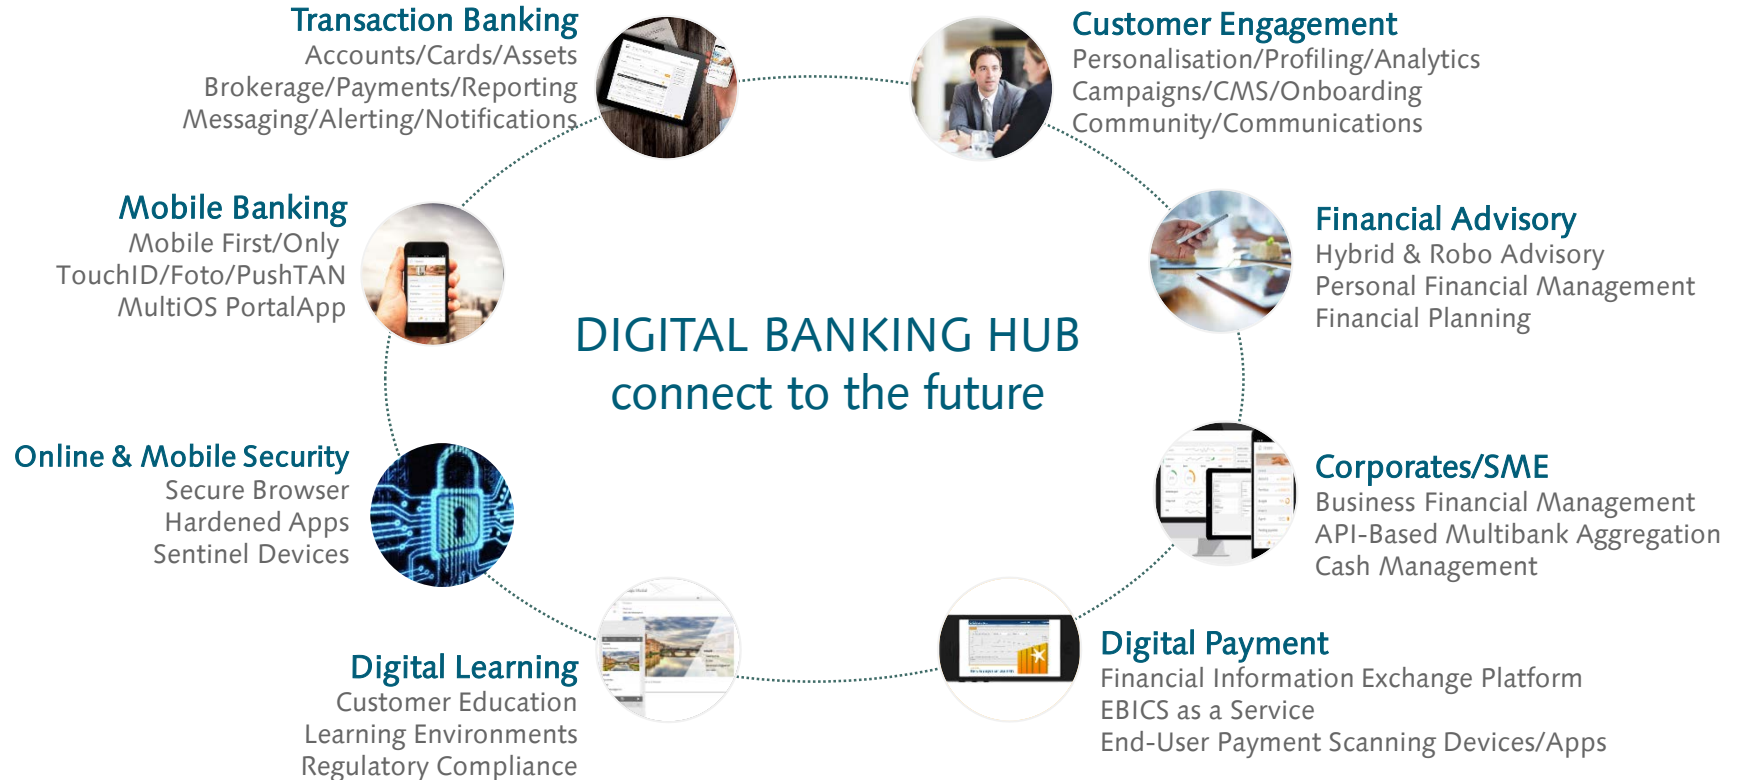 Transaction Banking
Accounts/Cards/Assets
Brokerage/Payments/Reporting
Messaging/Alerting/Notifications
Customer Engagement
Personalisation/Profiling/Analytics
Campaigns/CMS/Onboarding
Community/Communications
Mobile Banking
Mobile First/Only
TouchID/Foto/PushTAN
MultiOS PortalApp
Financial Advisory
Hybrid & Robo Advisory
Personal Financial Management
Financial Planning
DIGITAL BANKING HUB
connect to the future
Online & Mobile Security
Secure Browser
Hardened Apps
Sentinel Devices
Corporates/SME
Business Financial Management
API-Based Multibank Aggregation
Cash Management
Digital Learning
Customer Education
Learning Environments
Regulatory Compliance
Digital Payment
Financial Information Exchange Platform
EBICS as a Service
End-User Payment Scanning Devices/Apps